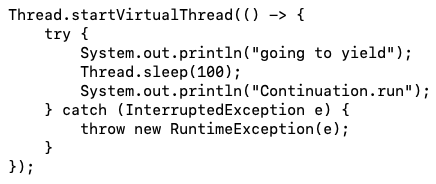 Thread.startVirtualThread(() -> {
    try {
        System.out.println("going to yield");
        Thread.sleep(100);
        System.out.println("Continuation.run");
    } catch (InterruptedException e) {
        throw new RuntimeException(e);
    }
});